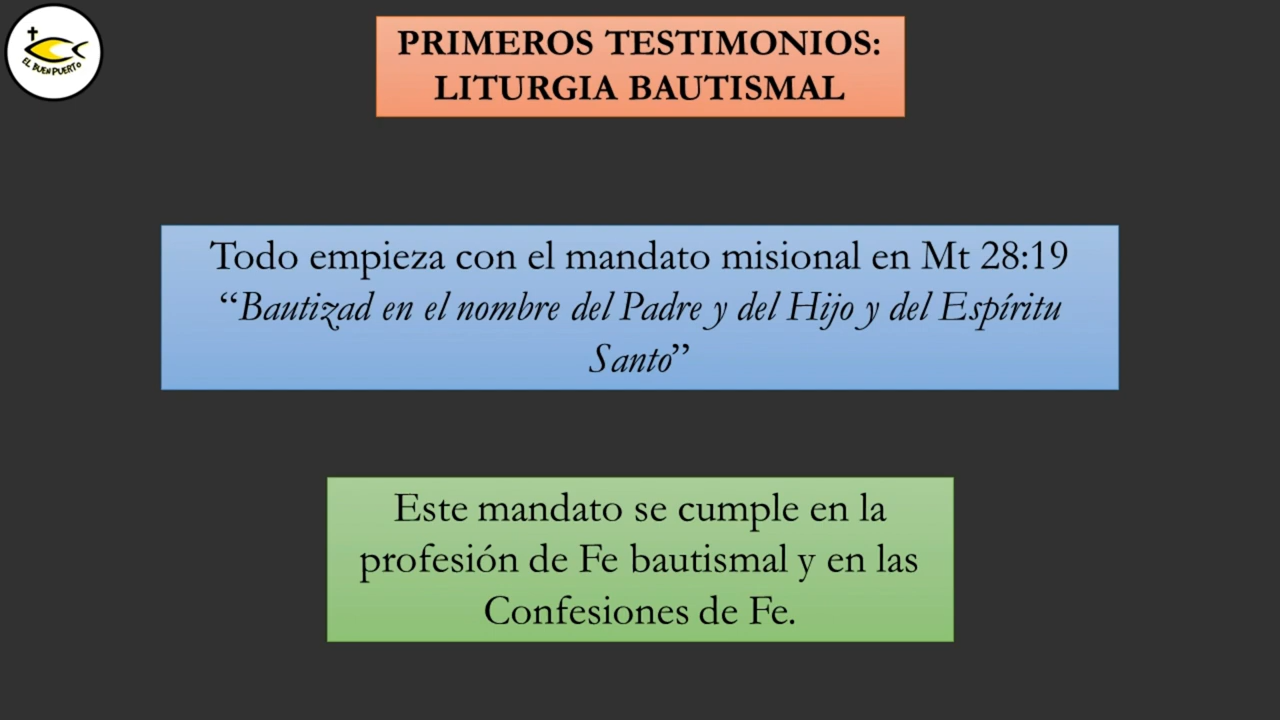 EL BUEN PUERTO
PRIMEROS TESTIMONIOS:
LITURGIA BAUTISMAL
Todo empieza con el mandato misional en Mt 28:19
“Bautizad en el nombre del Padre y del Hijo y del Espíritu
Santo”
Este mandato se cumple en la
profesión de Fe bautismal y en las
Confesiones de Fe.